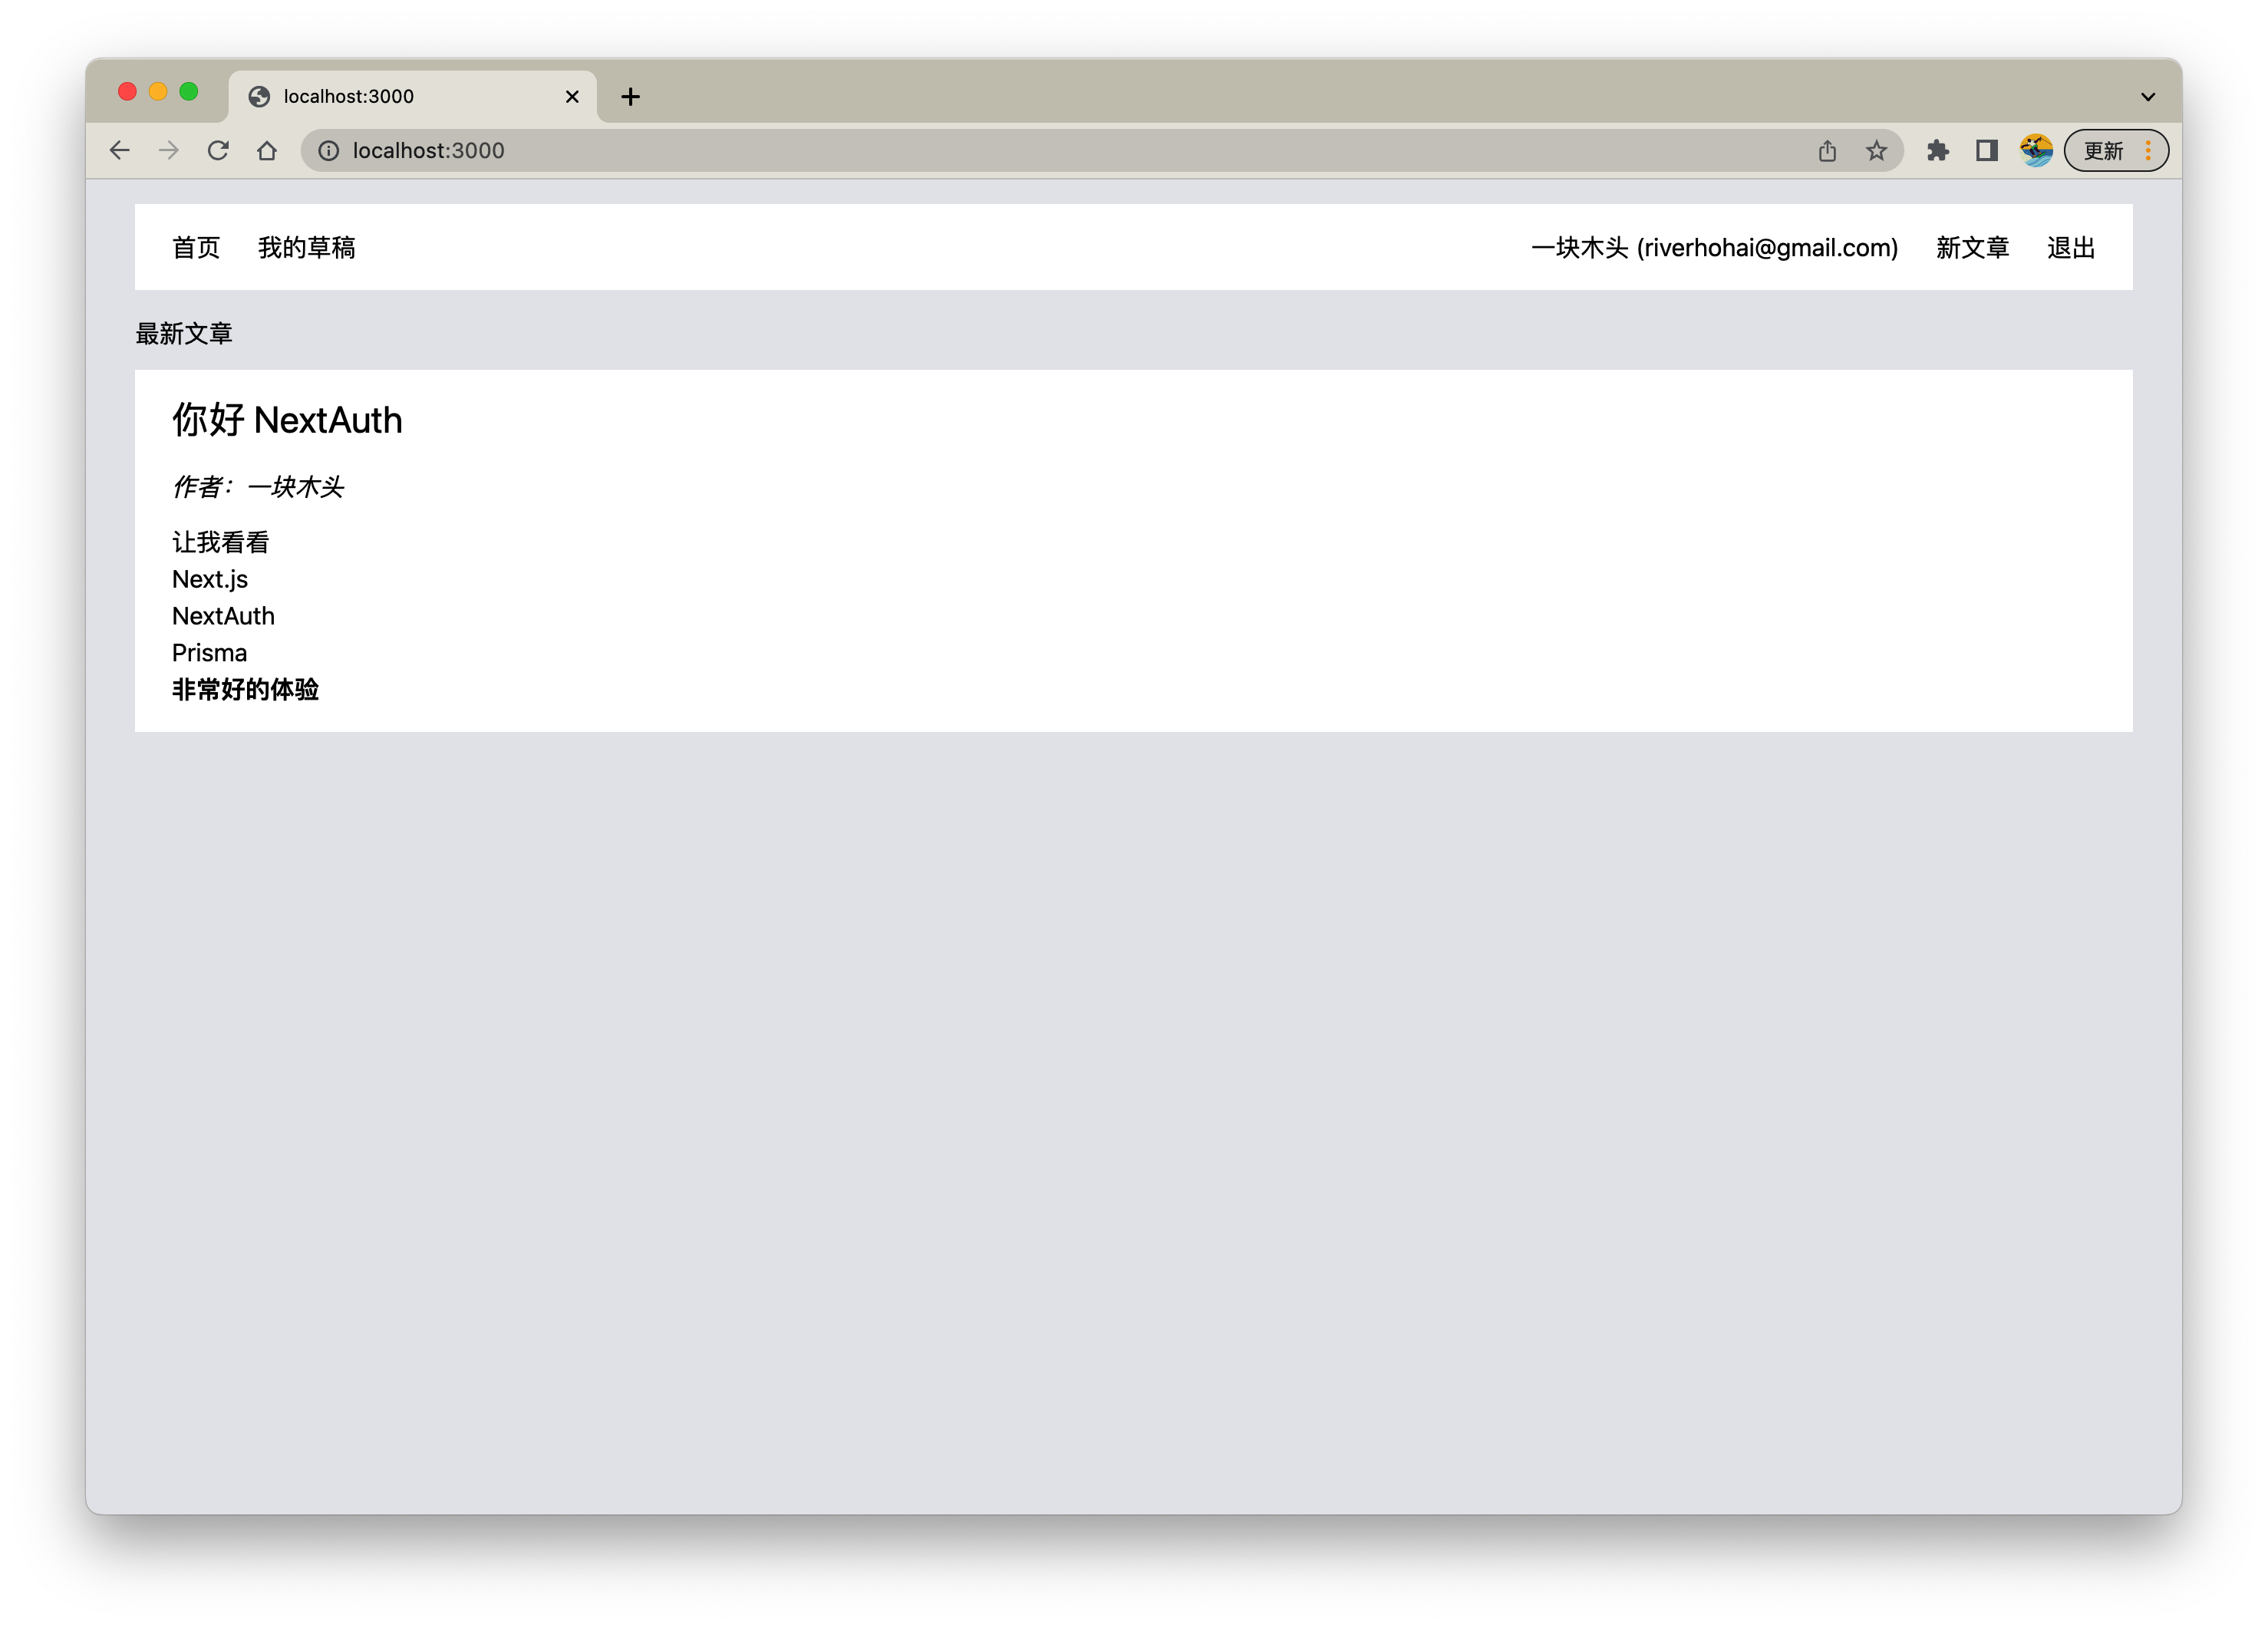 localhost:3000
localhost:3000
更新
首页 我的草稿 一块木头 (riverhohai@gmail.com) 新文章 退出
最新文章
你好 NextAuth
作者：一块木头
让我看看
Next.js
NextAuth
Prisma
非常好的体验